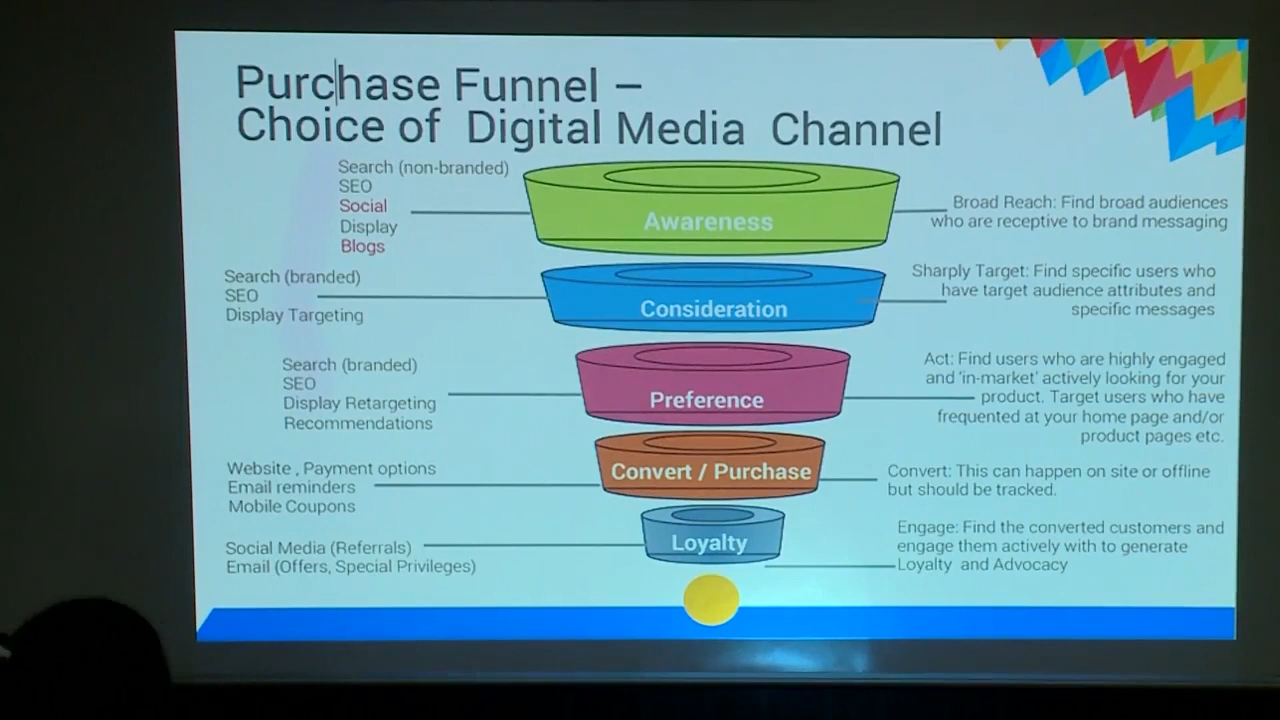 Purchase Funnel –
Choice of Digital Media Channel
Search (non-branded)
SEO
Social
Display
Blogs
Awareness
Broad Reach: Find broad audiences
who are receptive to brand messaging
Search (branded)
SEO
Display Targeting
Consideration
Sharply Target: Find specific users who
have target audience attributes and
specific messages
Search (branded)
SEO
Display Retargeting
Recommendations
Preference
Act: Find users who are highly engaged
and 'in-market' actively looking for your
product. Target users who have
frequented at your home page and/or
product pages etc.
Website , Payment options
Email reminders
Mobile Coupons
Convert / Purchase
Convert: This can happen on site or offline
but should be tracked.
Social Media (Referrals)
Email (Offers, Special Privileges)
Loyalty
Engage: Find the converted customers and
engage them actively with to generate
Loyalty and Advocacy